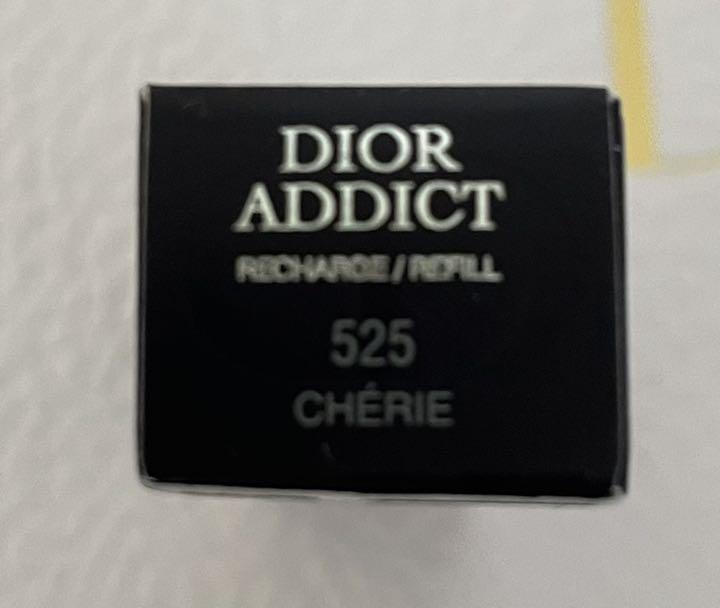 DIOR
ADDICT
RECHARGE / REFILL
525
CHÉRIE